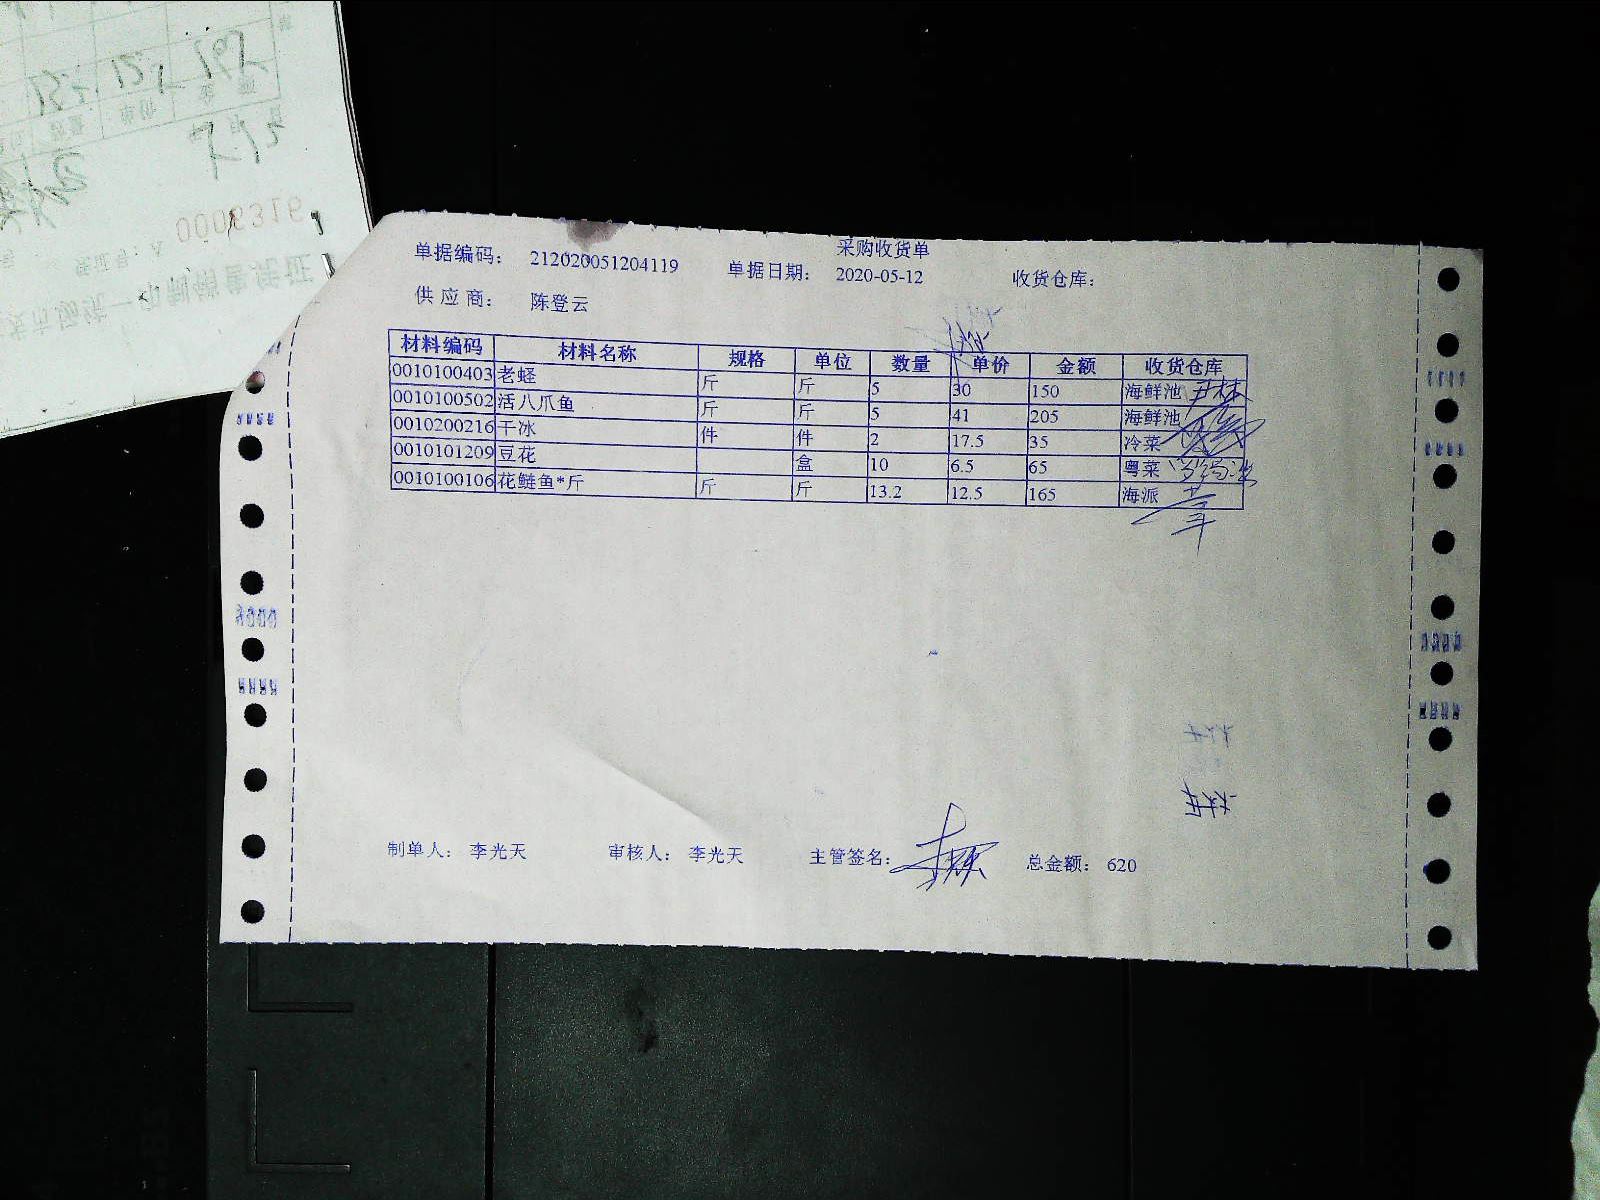 采购收货单
单据编码： 212020051204119 单据日期： 2020-05-12 收货仓库：
供 应 商： 陈登云
材料编码 材料名称 规格 单位 数量 单价 金额 收货仓库
0010100403 老蛏 斤 斤 5 30 150 海鲜池
0010100502 活八爪鱼 斤 斤 5 41 205 海鲜池
0010200216 干冰 件 件 2 17.5 35 冷菜
0010101209 豆花 盒 10 6.5 65 粤菜
0010100106 花鲢鱼*斤 斤 斤 13.2 12.5 165 海派
制单人： 李光天 审核人： 李光天 主管签名： 总金额： 620
0006316